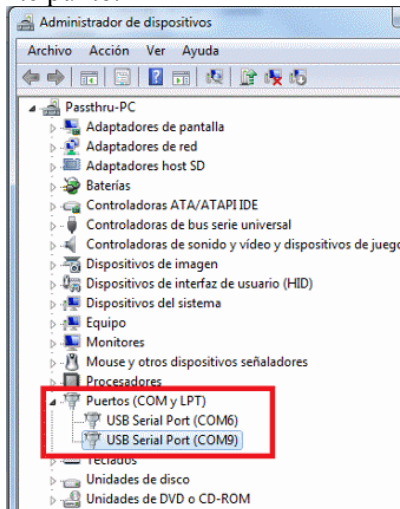 Administrador de dispositivos
Archivo Acción Ver Ayuda
Passthru-PC
Adaptadores de pantalla
Adaptadores de red
Adaptadores host SD
Baterías
Controladoras ATA/ATAPI IDE
Controladoras de bus serie universal
Controladoras de sonido y vídeo y dispositivos de juego
Dispositivos de imagen
Dispositivos de interfaz de usuario (HID)
Dispositivos del sistema
Equipo
Monitores
Mouse y otros dispositivos señaladores
Procesadores
Puertos (COM y LPT)
USB Serial Port (COM6)
USB Serial Port (COM9)
Teclados
Unidades de disco
Unidades de DVD o CD-ROM